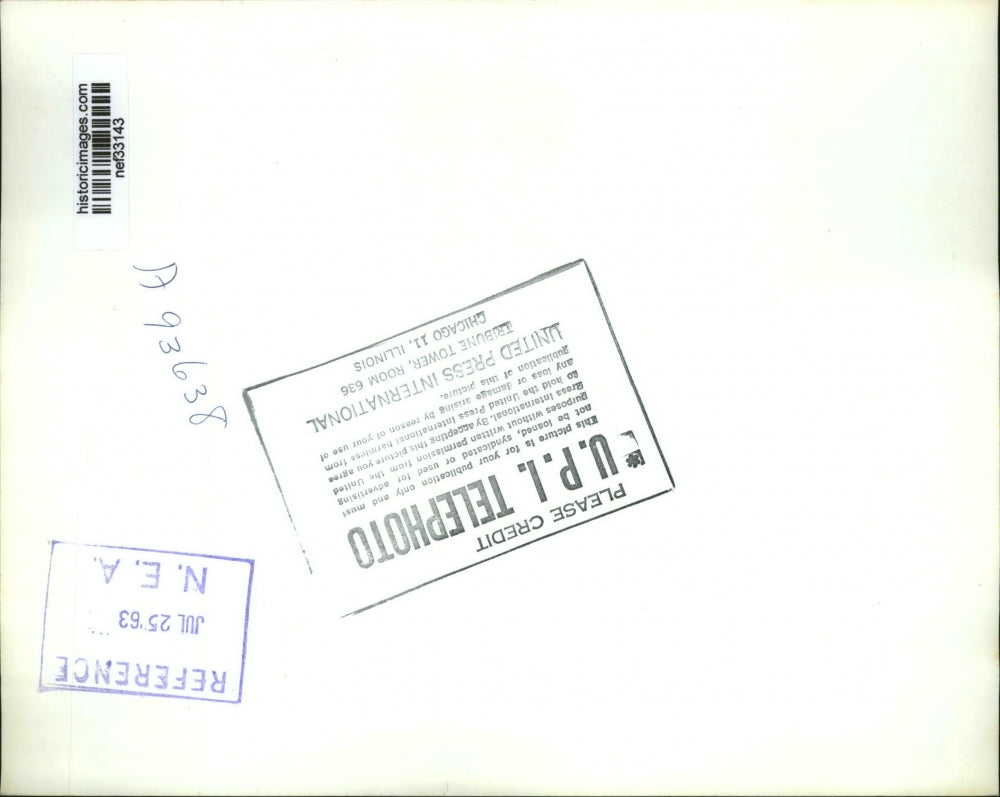 historicimages.com
nef33143
A 93638
PLEASE CREDIT
U.P.I. TELEPHOTO
This picture is for your publication only and must
not be loaned, syndicated or used for advertising
purposes without written permission from the United
Press International. By accepting this picture you agree
to hold the United Press International harmless from
any loss or damage arising by reason of your use of
publication of this picture.
UNITED PRESS INTERNATIONAL
TRIBUNE TOWER, ROOM 636
CHICAGO 11, ILLINOIS
REFERENCE
JUL 25 '63
N. E. A.